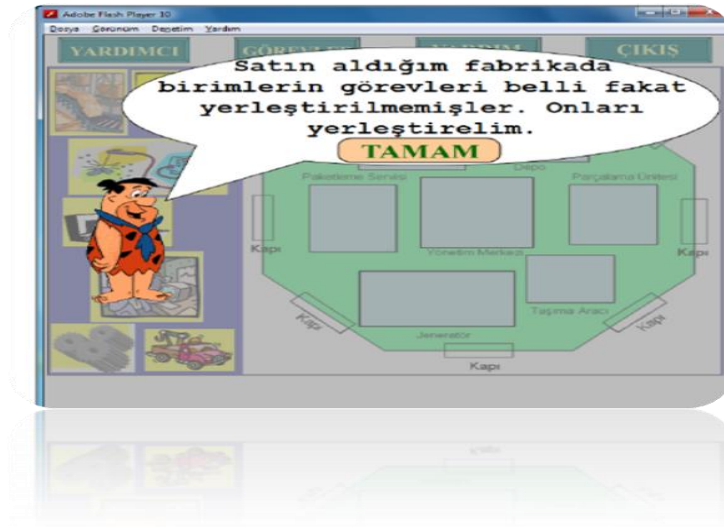 Adobe Flash Player 10
Dosya Görünüm Denetim Yardım
YARDIMCI
ÇIKIŞ
Satın aldığım fabrikada
birimlerin görevleri belli fakat
yerleştirilmemişler. Onları
yerleştirelim.
TAMAM
Depo
Paketleme Servisi
Parçalama Ünitesi
Kapı
Yönetim Merkezi
Kapı
Taşıma Aracı
Kapı
Jeneratör
Kapı
Kapı